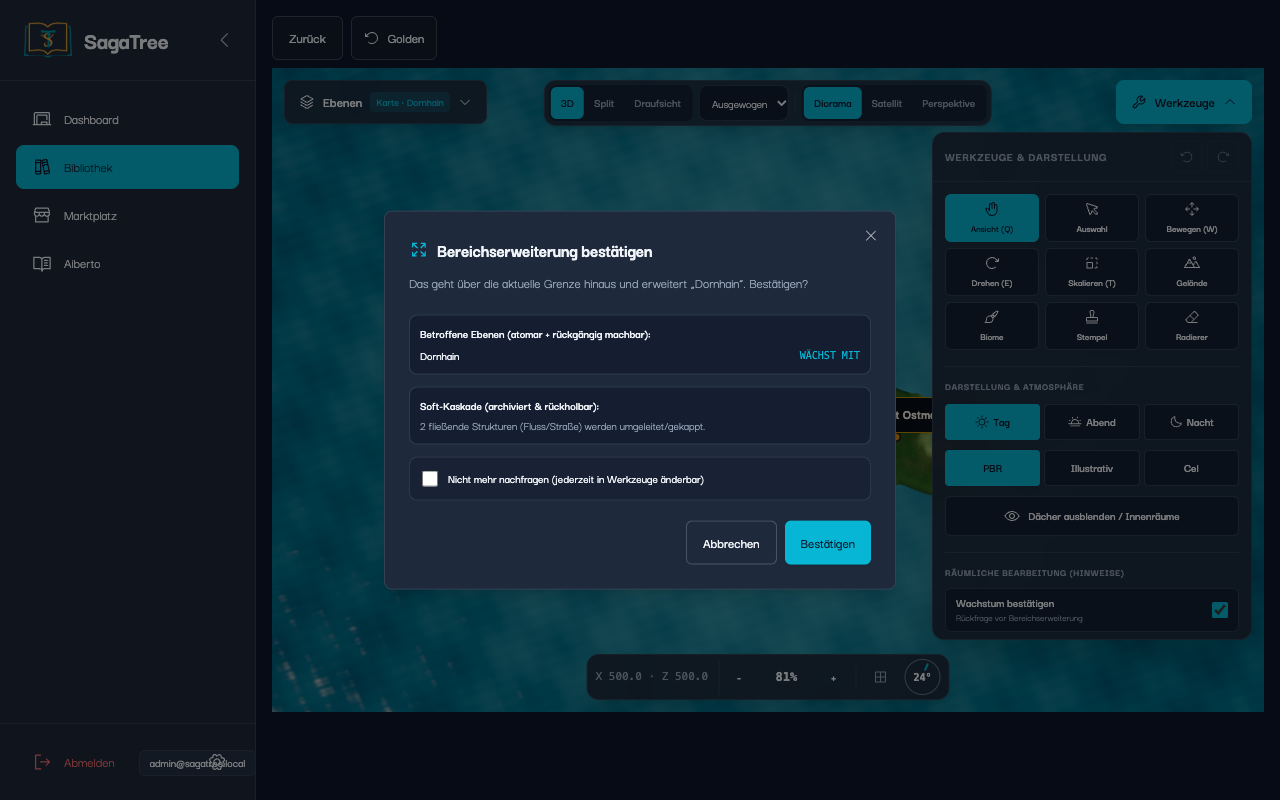 SagaTree
Zurück
Golden
Dashboard
Bibliothek
Marktplatz
Alberto
Ebenen
Karte · Dornhain
3D
Split
Draufsicht
Ausgewogen
Diorama
Satellit
Perspektive
Werkzeuge
WERKZEUGE & DARSTELLUNG
Ansicht (Q)
Auswahl
Bewegen (W)
Drehen (E)
Skalieren (T)
Gelände
Biome
Stempel
Radierer
DARSTELLUNG & ATMOSPHÄRE
Tag
Abend
Nacht
PBR
Illustrativ
Cel
Dächer ausblenden / Innenräume
RÄUMLICHE BEARBEITUNG (HINWEISE)
Wachstum bestätigen
Rückfrage vor Bereichserweiterung
Bereichserweiterung bestätigen
Das geht über die aktuelle Grenze hinaus und erweitert „Dornhain“. Bestätigen?
Betroffene Ebenen (atomar + rückgängig machbar):
Dornhain
WÄCHST MIT
Soft-Kaskade (archiviert & rückholbar):
2 fließende Strukturen (Fluss/Straße) werden umgeleitet/gekappt.
Nicht mehr nachfragen (jederzeit in Werkzeuge änderbar)
Abbrechen
Bestätigen
t Ostm
X 500.0 · Z 500.0
-
81%
+
24°
Abmelden